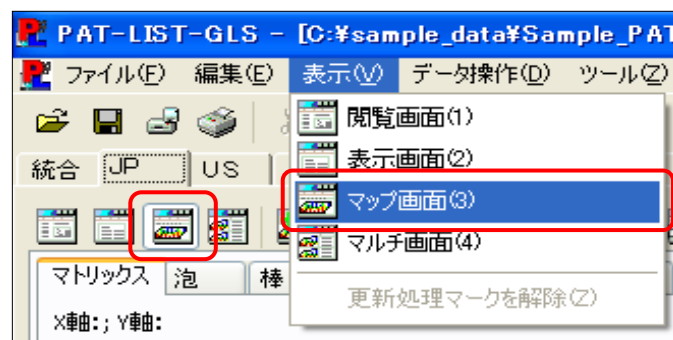 PAT-LIST-GLS - [C:¥sample_data¥Sample_PAT
ファイル(F) 編集(E) 表示(V) データ操作(D) ツール(Z)
閲覧画面(1)
表示画面(2)
統合 JP US
マップ画面(3)
マルチ画面(4)
マトリックス 泡 棒
更新処理マークを解除(Z)
X軸:; Y軸: